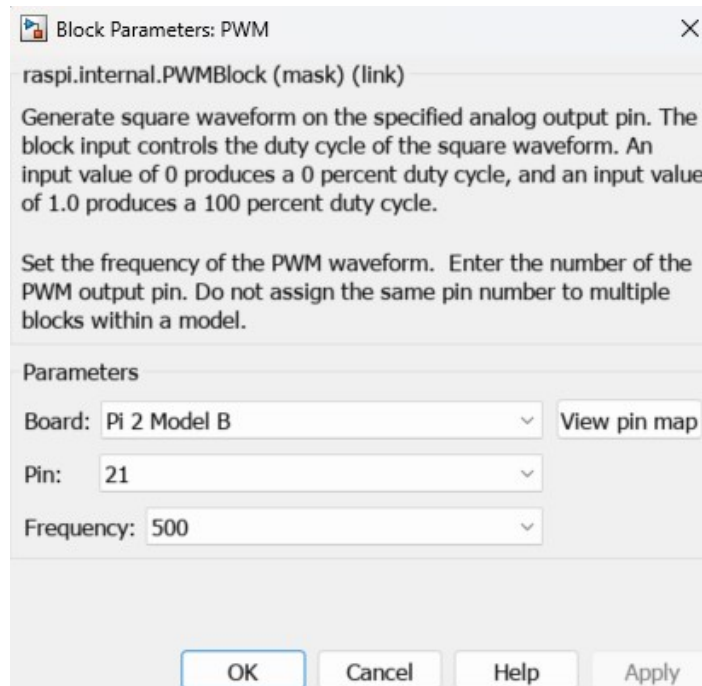 Block Parameters: PWM
raspi.internal.PWMBlock (mask) (link)
Generate square waveform on the specified analog output pin. The
block input controls the duty cycle of the square waveform. An
input value of 0 produces a 0 percent duty cycle, and an input value
of 1.0 produces a 100 percent duty cycle.
Set the frequency of the PWM waveform. Enter the number of the
PWM output pin. Do not assign the same pin number to multiple
blocks within a model.
Parameters
Board: Pi 2 Model B View pin map
Pin: 21
Frequency: 500
OK Cancel Help Apply